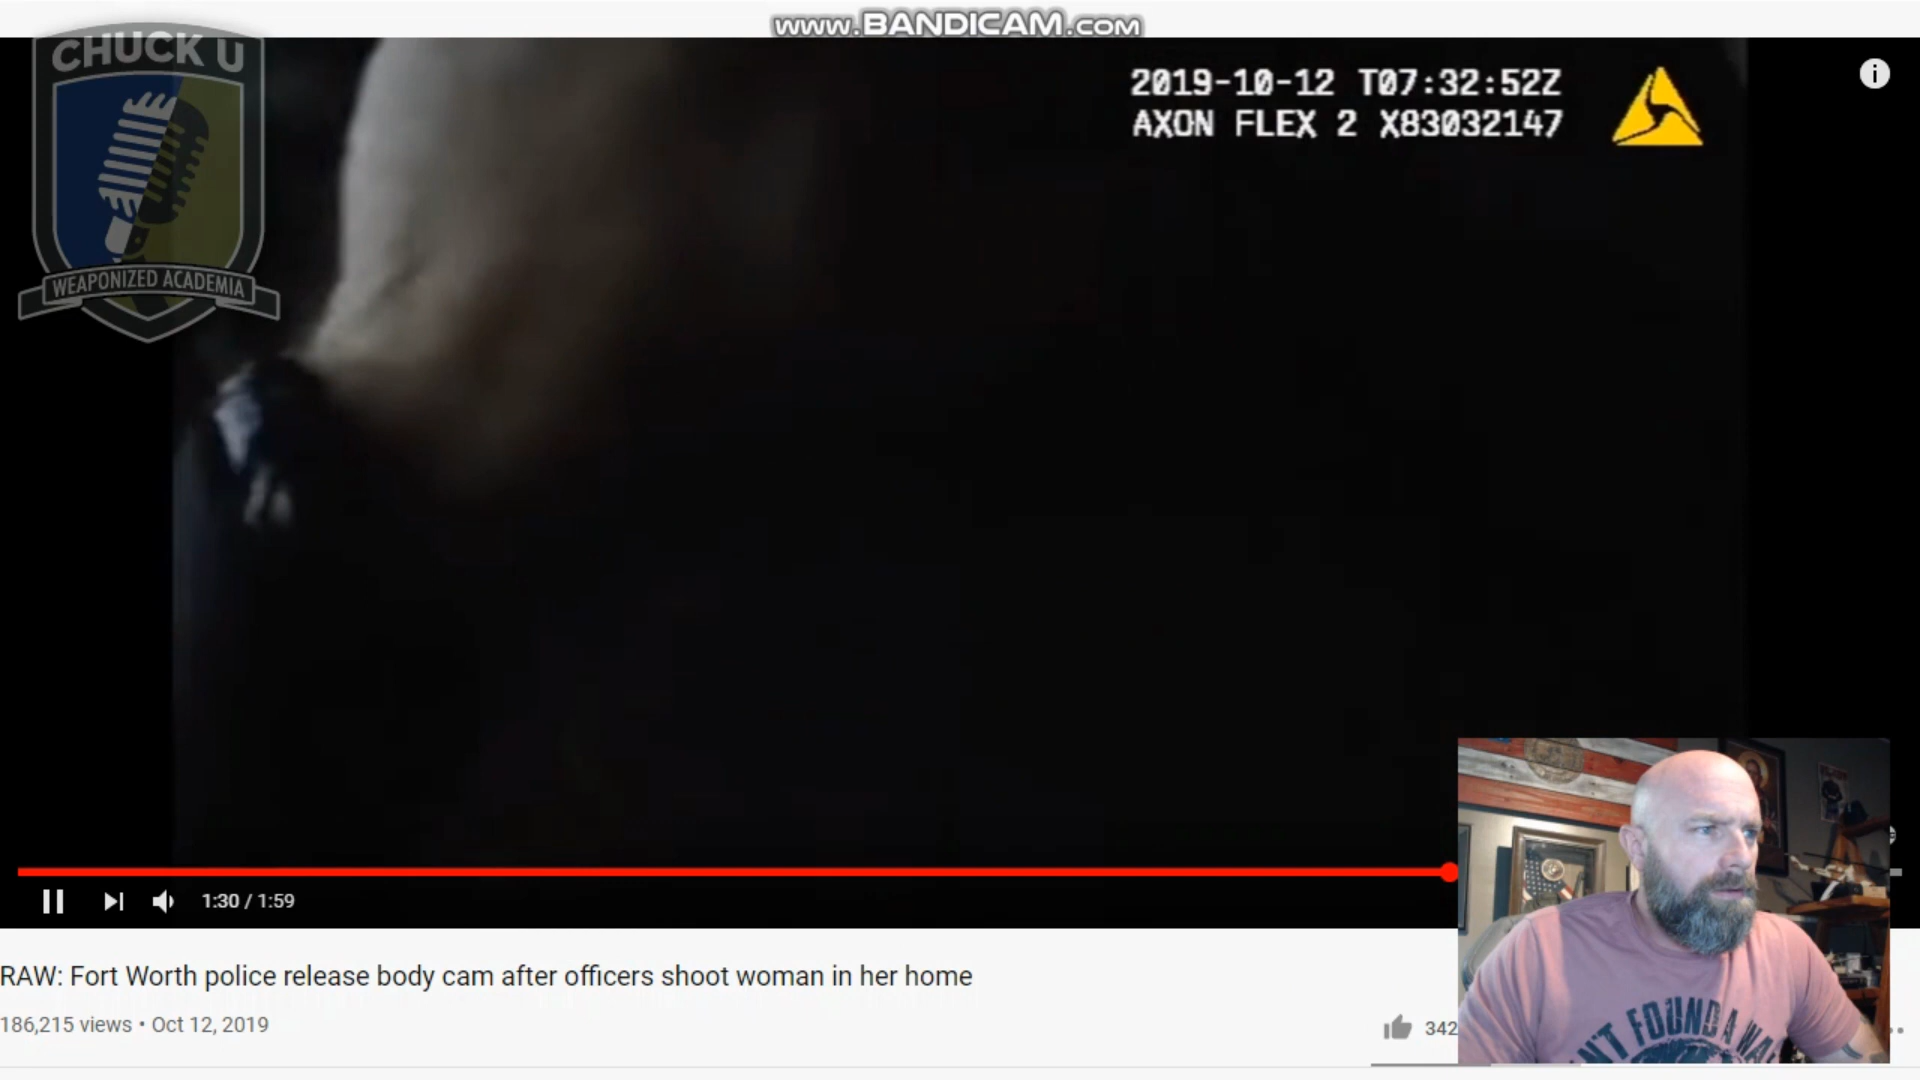 www.BANDICAM.com
CHUCK U
WEAPONIZED ACADEMIA
2019-10-12 T07:32:52Z
AXON FLEX 2 X83032147
i
1:30 / 1:59
RAW: Fort Worth police release body cam after officers shoot woman in her home
186,215 views • Oct 12, 2019
342
FOUND A